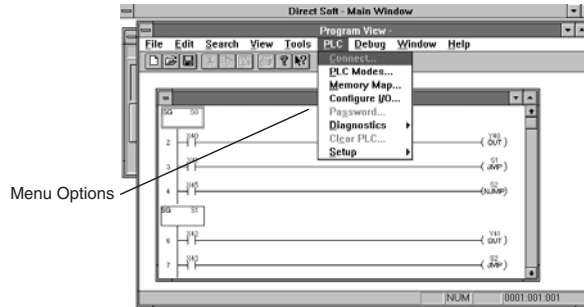 Direct Soft - Main Window
Program View -
File Edit Search View Tools PLC Debug Window Help
Connect...
PLC Modes...
Memory Map...
Configure I/O...
Password...
Diagnostics
Clear PLC...
Setup
Menu Options
SG S0
2 X40 Y40 OUT
3 S1 JMP
4 X45 S2 NJMP
SG S1
6 X42 Y41 OUT
7 X43 S2 JMP
NUM 0001:001:001